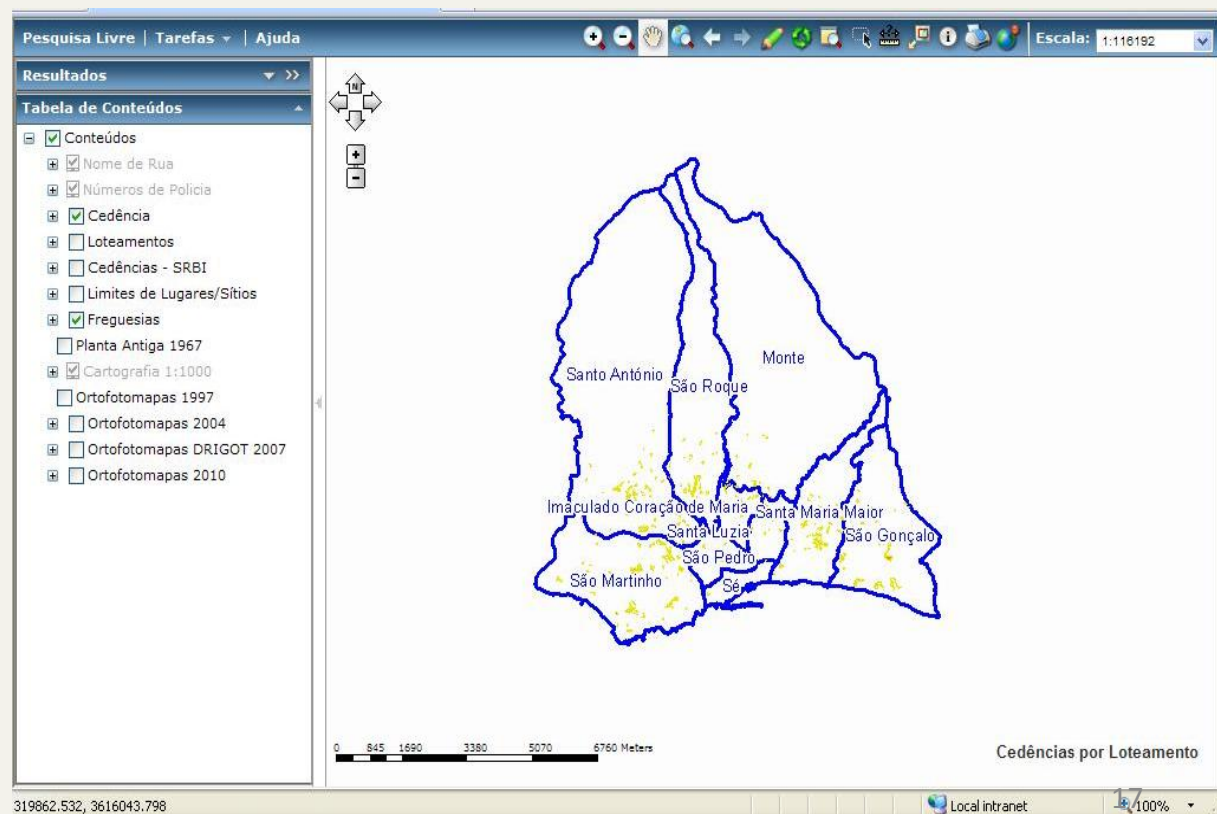 Pesquisa Livre | Tarefas | Ajuda
Escala: 1:116192
Resultados
Tabela de Conteúdos
Conteúdos
Nome de Rua
Números de Policia
Cedência
Loteamentos
Cedências - SRBI
Limites de Lugares/Sítios
Freguesias
Planta Antiga 1967
Cartografia 1:1000
Ortofotomapas 1997
Ortofotomapas 2004
Ortofotomapas DRIGOT 2007
Ortofotomapas 2010
N
Monte
Santo António
São Roque
Imaculado Coração de Maria
Santa Maria Maior
Santa Luzia
São Gonçalo
São Pedro
São Martinho
Sé
0 845 1690 3380 5070 6760 Meters
Cedências por Loteamento
319862.532, 3616043.798
Local intranet
17
100%